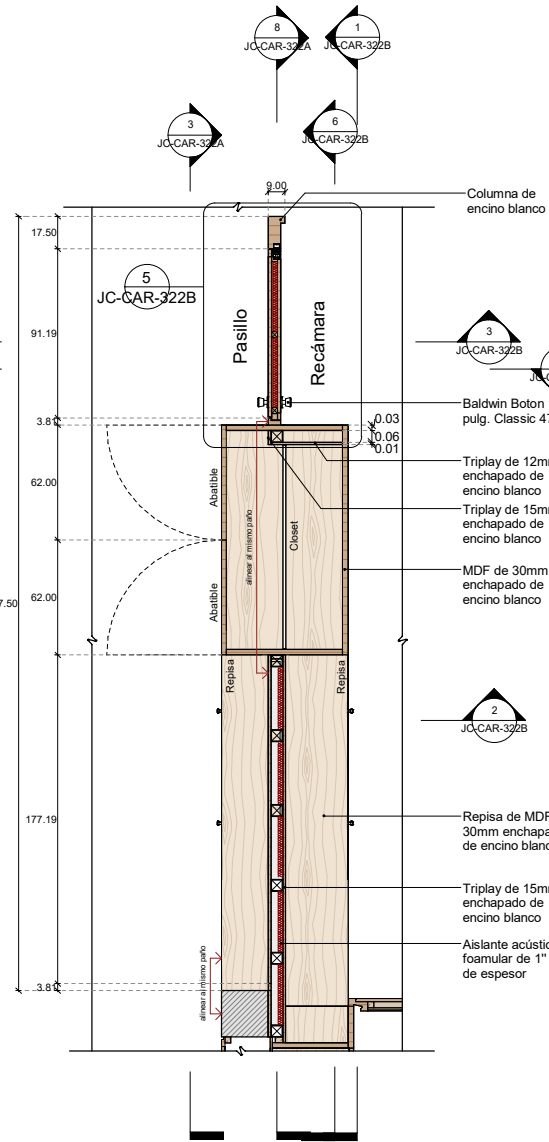 8
JC-CAR-322A
1
JC-CAR-322B
3
JC-CAR-322A
6
JC-CAR-322B
9.00
Columna de
encino blanco
17.50
5
JC-CAR-322B
Pasillo
Recámara
91.19
3
JC-CAR-322B
Baldwin Boton
pulg. Classic 47
3.81
0.03
0.06
0.01
Triplay de 12mm
enchapado de
encino blanco
62.00
Abatible
alinear al mismo paño
Closet
Triplay de 15mm
enchapado de
encino blanco
MDF de 30mm
enchapado de
encino blanco
62.00
Abatible
7.50
Repisa
Repisa
2
JC-CAR-322B
177.19
Repisa de MDF
30mm enchapa
de encino blanc
Triplay de 15mm
enchapado de
encino blanco
Aislante acústic
foamular de 1"
de espesor
alinear al mismo paño
3.81